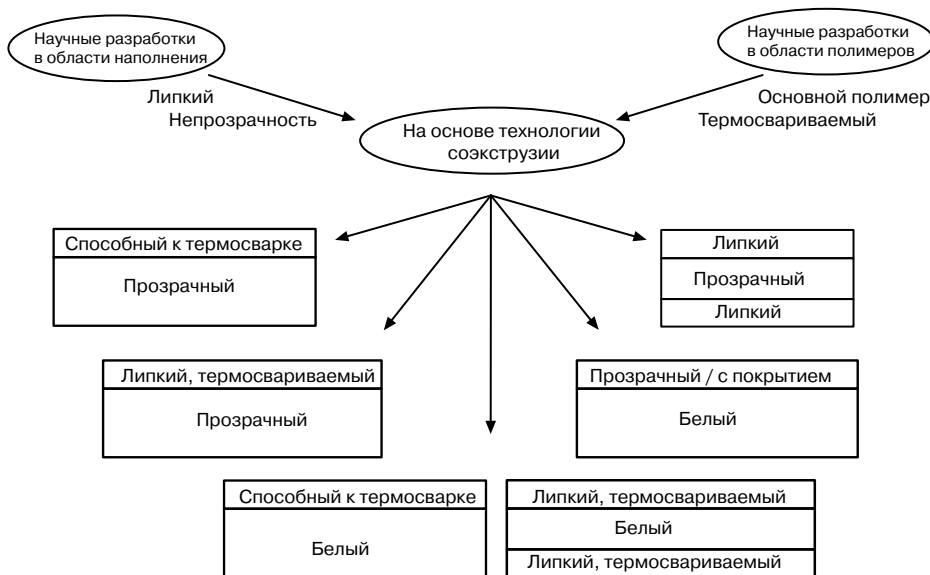 Научные разработки
в области наполнения
Научные разработки
в области полимеров
Липкий
Непрозрачность
Основной полимер
Термосвариваемый
На основе технологии
соэкструзии
Способный к термосварке
Прозрачный
Липкий
Прозрачный
Липкий
Липкий, термосвариваемый
Прозрачный
Прозрачный / с покрытием
Белый
Способный к термосварке
Белый
Липкий, термосвариваемый
Белый
Липкий, термосвариваемый